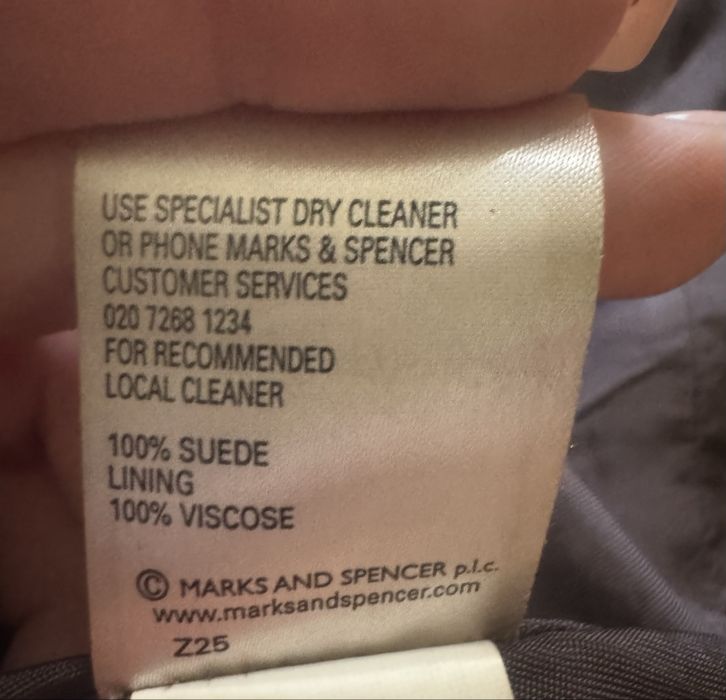 USE SPECIALIST DRY CLEANER
OR PHONE MARKS & SPENCER
CUSTOMER SERVICES
020 7268 1234
FOR RECOMMENDED
LOCAL CLEANER
100% SUEDE
LINING
100% VISCOSE
© MARKS AND SPENCER p.l.c.
www.marksandspencer.com
Z25